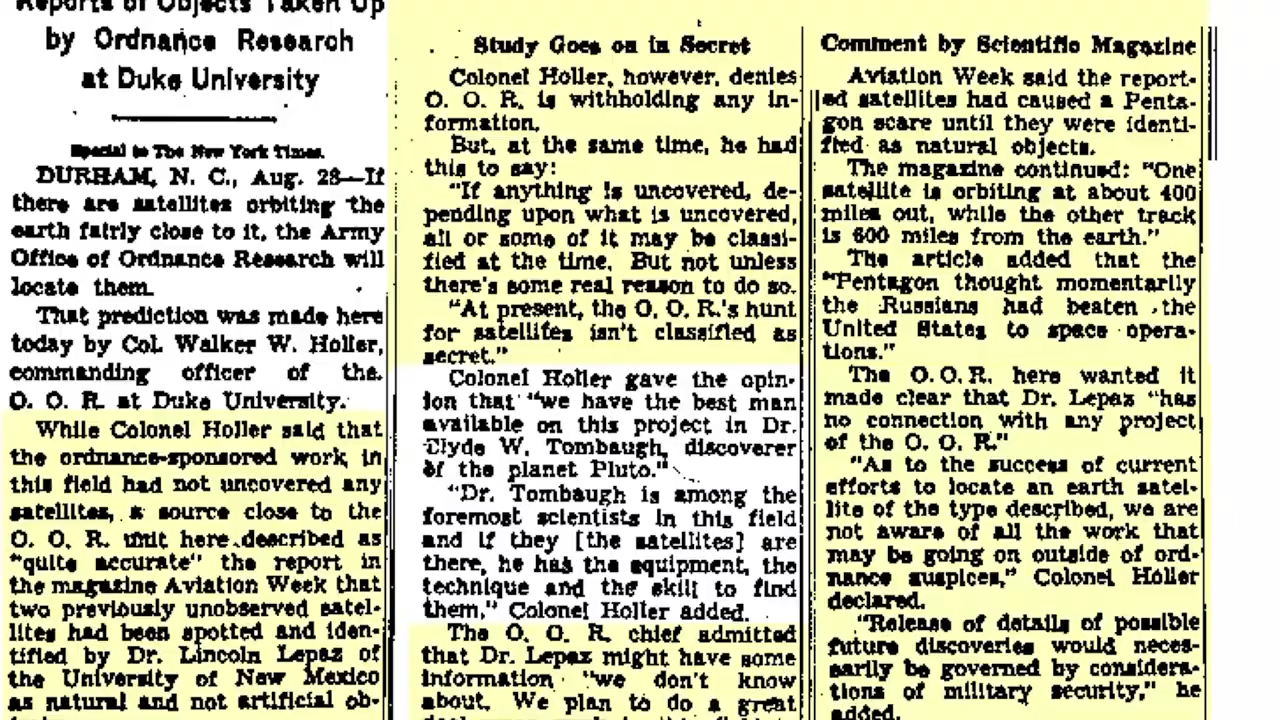 Reports of Objects Taken Up
by Ordnance Research
at Duke University
Special to The New York Times.
DURHAM, N. C., Aug. 28—If
there are satellites orbiting the
earth fairly close to it, the Army
Office of Ordnance Research will
locate them.
That prediction was made here
today by Col. Walker W. Holler,
commanding officer of the
O. O. R. at Duke University.
While Colonel Holler said that
the ordnance-sponsored work in
this field had not uncovered any
satellites, a source close to the
O. O. R. unit here described as
"quite accurate" the report in
the magazine Aviation Week that
two previously unobserved satel-
lites had been spotted and iden-
tified by Dr. Lincoln Lepaz of
the University of New Mexico
as natural and not artificial ob-
Study Goes on in Secret
Colonel Holler, however, denies
O. O. R. is withholding any in-
formation.
But, at the same time, he had
this to say:
"If anything is uncovered, de-
pending upon what is uncovered,
all or some of it may be classi-
fied at the time. But not unless
there's some real reason to do so.
"At present, the O. O. R.'s hunt
for satellites isn't classified as
secret."
Colonel Holler gave the opin-
ion that "we have the best man
available on this project in Dr.
Clyde W. Tombaugh, discoverer
of the planet Pluto."
"Dr. Tombaugh is among the
foremost scientists in this field
and if they [the satellites] are
there, he has the equipment, the
technique and the skill to find
them," Colonel Holler added.
The O. O. R. chief admitted
that Dr. Lepaz might have some
information "we don't know
about. We plan to do a great
Comment by Scientific Magazine
Aviation Week said the report-
ed satellites had caused a Penta-
gon scare until they were identi-
fied as natural objects.
The magazine continued: "One
satellite is orbiting at about 400
miles out, while the other track
is 600 miles from the earth."
The article added that the
"Pentagon thought momentarily
the Russians had beaten the
United States to space opera-
tions."
The O. O. R. here wanted it
made clear that Dr. Lepaz "has
no connection with any project
of the O. O. R."
"As to the success of current
efforts to locate an earth satel-
lite of the type described, we are
not aware of all the work that
may be going on outside of ord-
nance auspices," Colonel Holler
declared.
"Release of details of possible
future discoveries would neces-
sarily be governed by considera-
tions of military security," he
added.